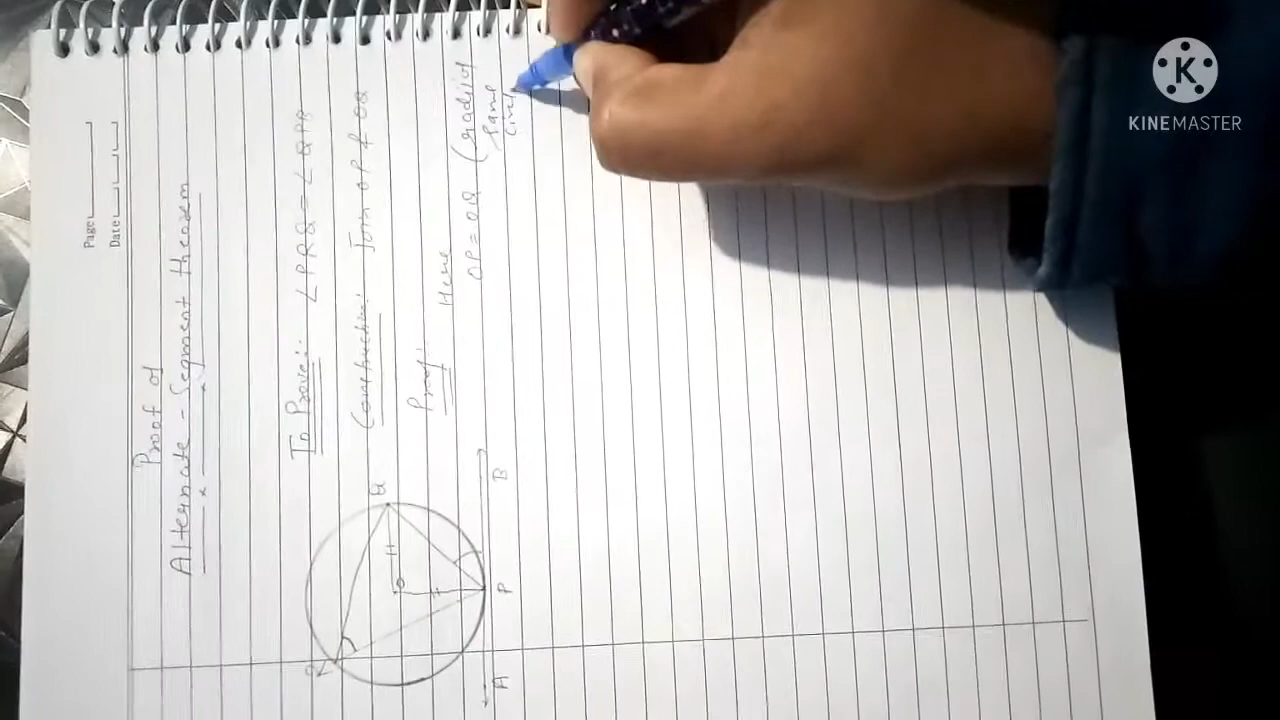 Page
Date
Proof of
Alternate - Segment theorem
To Prove:- ∠PRQ = ∠QPB
Construction:- Join OP & OQ
Proof:
Here
OP = OQ (radii of
same
circ
R
Q
O
P
A
B
K
KINEMASTER